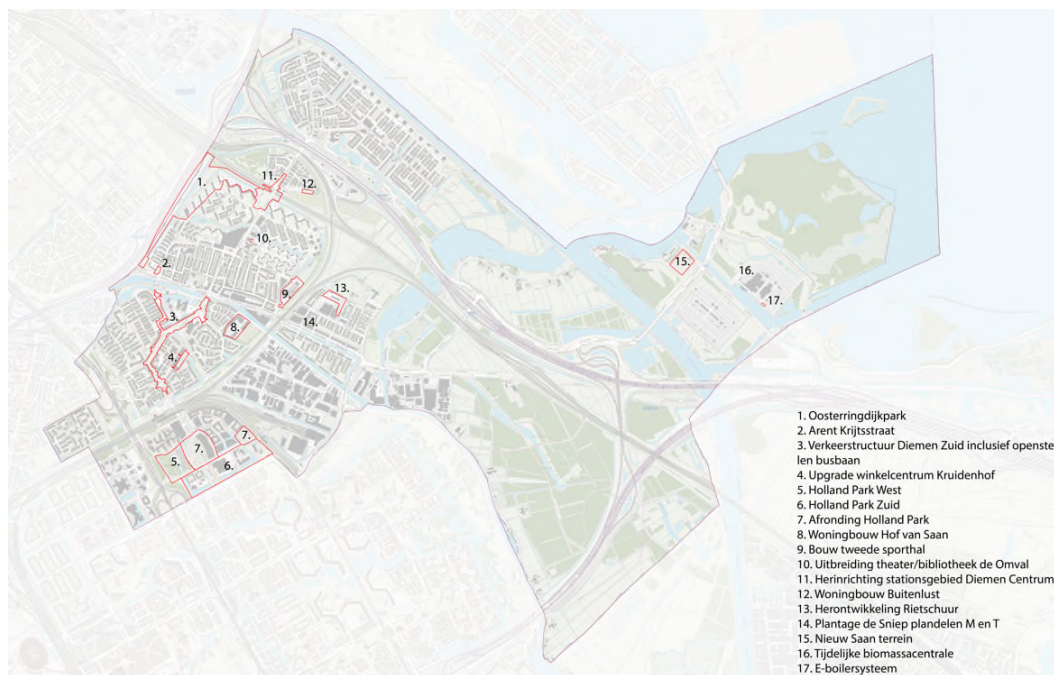 11.
1.
12.
10.
2.
15.
16.
9.
13.
17.
3.
14.
8.
4.
7.
7.
5.
6.
1. Oosterringdijkpark
2. Arent Krijtsstraat
3. Verkeerstructuur Diemen Zuid inclusief openste
len busbaan
4. Upgrade winkelcentrum Kruidenhof
5. Holland Park West
6. Holland Park Zuid
7. Afronding Holland Park
8. Woningbouw Hof van Saan
9. Bouw tweede sporthal
10. Uitbreiding theater/bibliotheek de Omval
11. Herinrichting stationsgebied Diemen Centrum
12. Woningbouw Buitenlust
13. Herontwikkeling Rietschuur
14. Plantage de Sniep plandelen M en T
15. Nieuw Saan terrein
16. Tijdelijke biomassacentrale
17. E-boilersysteem